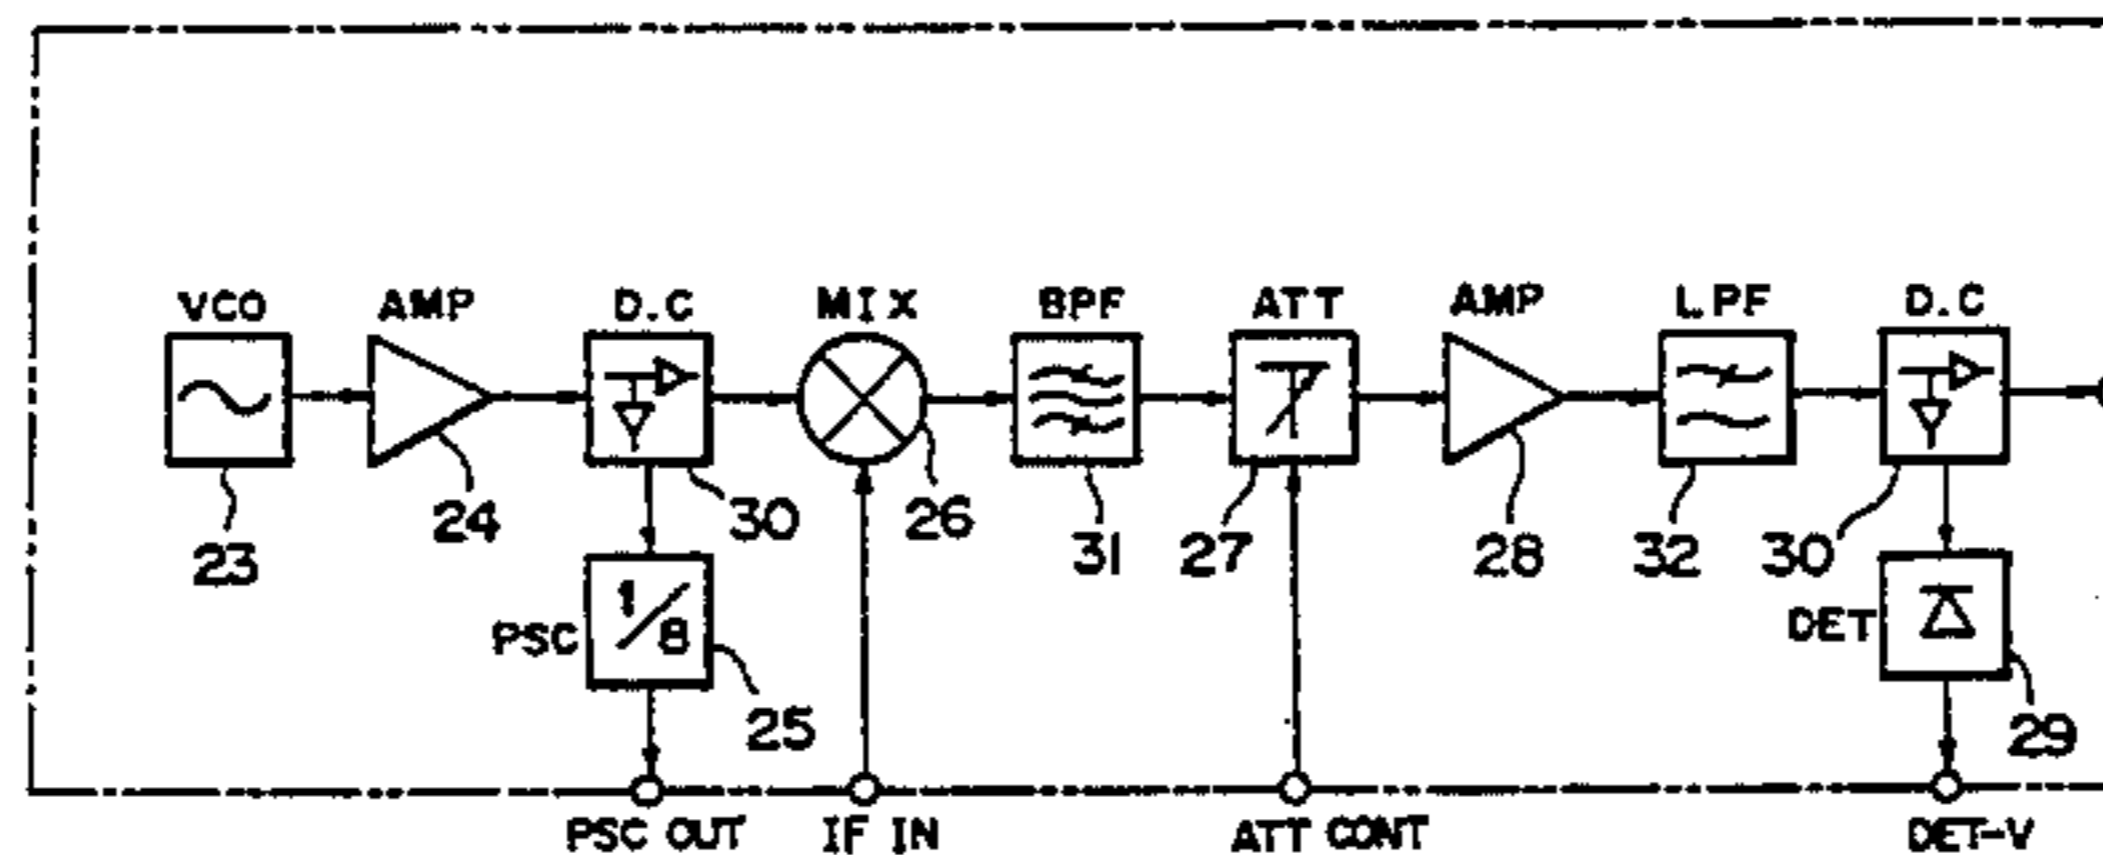 VCO AMP D.C MIX BPF ATT AMP LPF D.C
24 30 26
23 31 27 28 32 30
1/8
PSC DET
25 29
PSC OUT IF IN ATT CONT DET-V